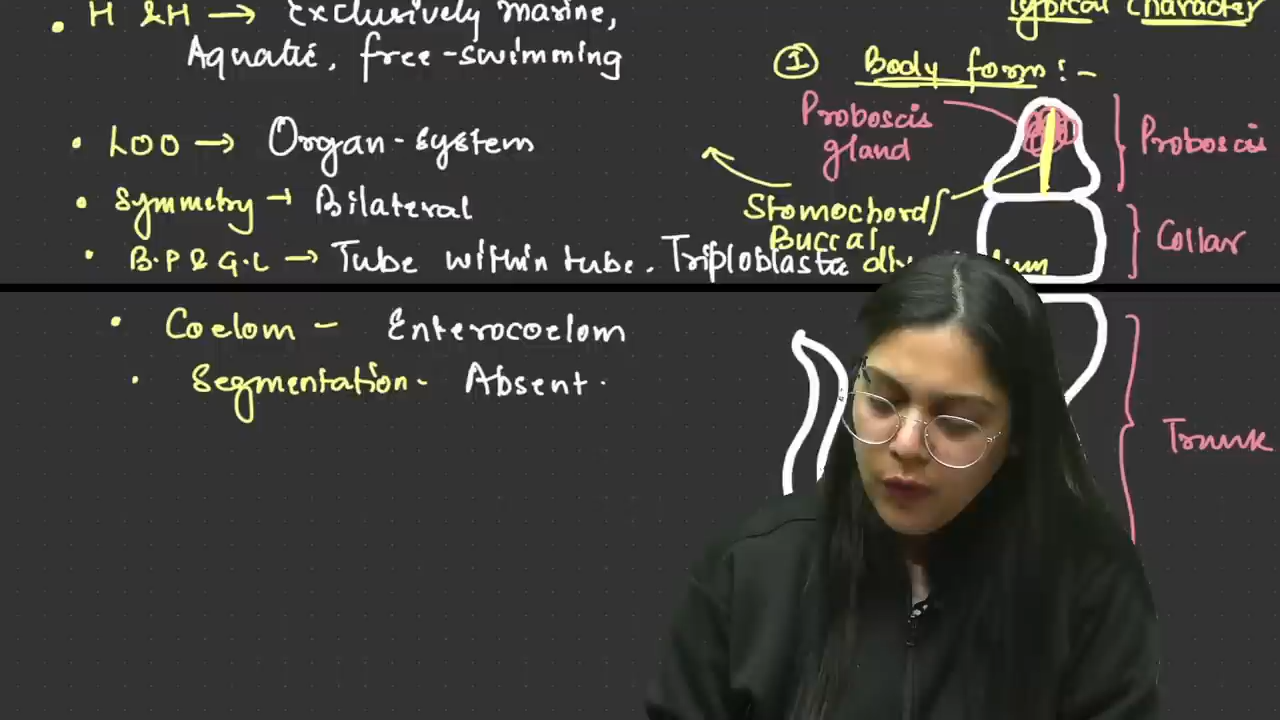 • H & H → Exclusively marine,
Aquatic, free-swimming
• LOO → Organ-system
• Symmetry → Bilateral
• B.P & G.L → Tube within tube. Triploblastic
• Coelom - Enterocoelom
• Segmentation - Absent.
Typical Character
① Body form:-
Proboscis
gland
Proboscis
Stomochord/
Buccal
Collar
Trunk